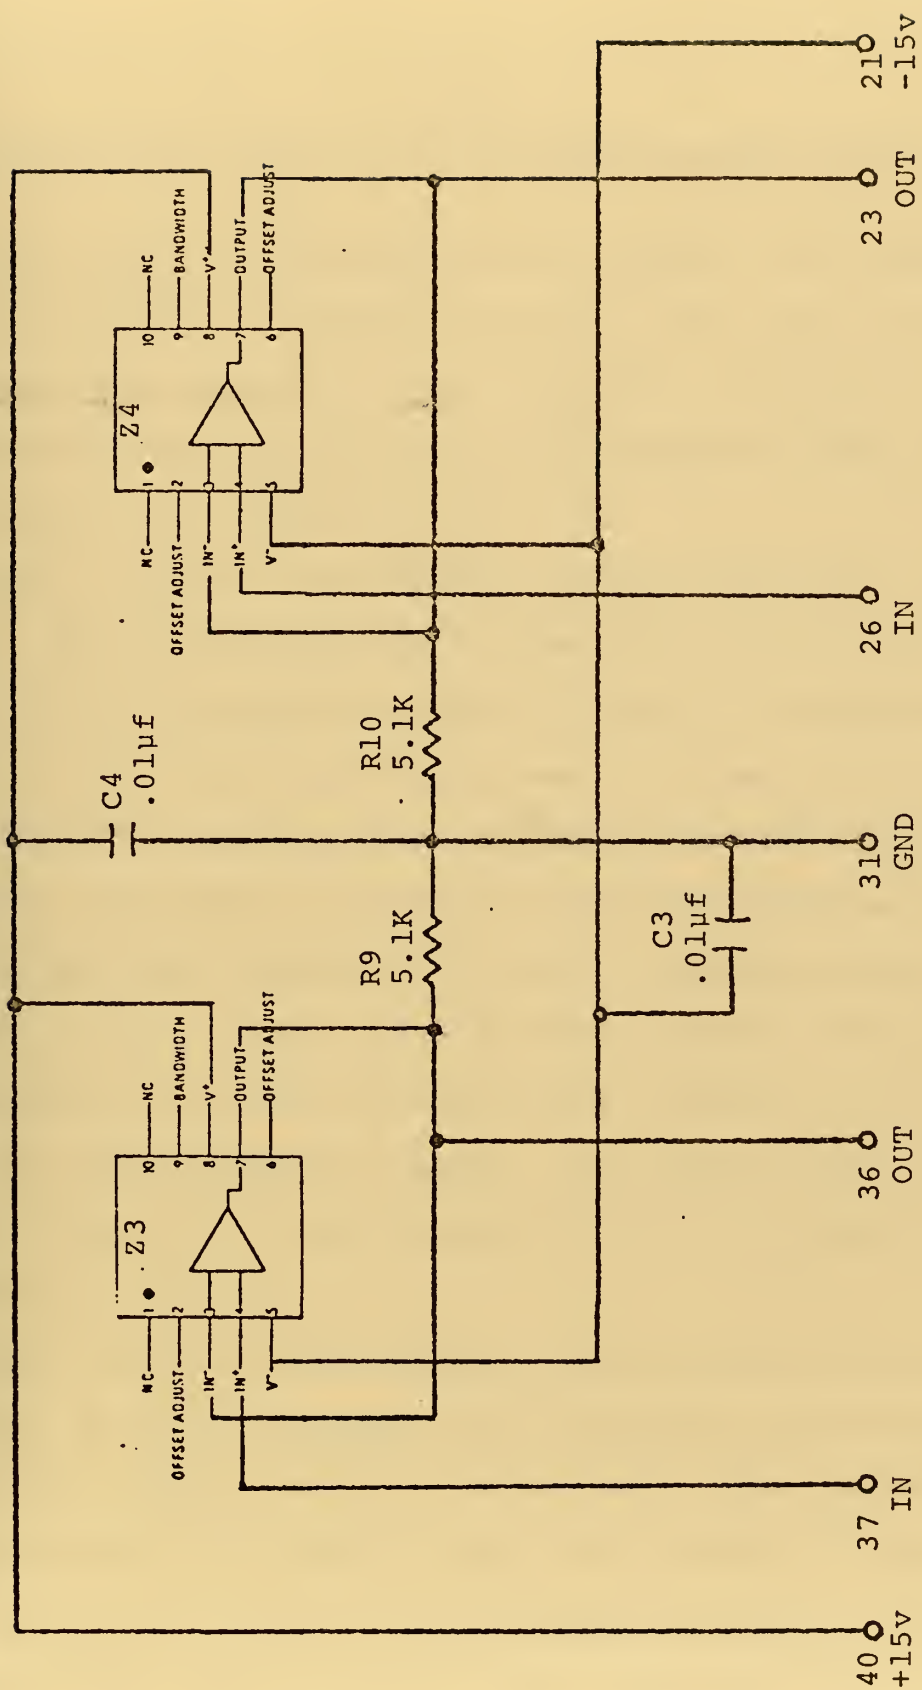 Z3
NC 1 10 NC
OFFSET ADJUST 2 9 BANDWIDTH
IN- 3 8 V+
IN+ 4 7 OUTPUT
V- 5 6 OFFSET ADJUST
C4
.01µf
Z4
NC 1 10 NC
OFFSET ADJUST 2 9 BANDWIDTH
IN- 3 8 V+
IN+ 4 7 OUTPUT
V- 5 6 OFFSET ADJUST
R9
5.1K
R10
5.1K
C3
.01µf
40 37 36 31 26 23 21
+15v IN OUT GND IN OUT -15v